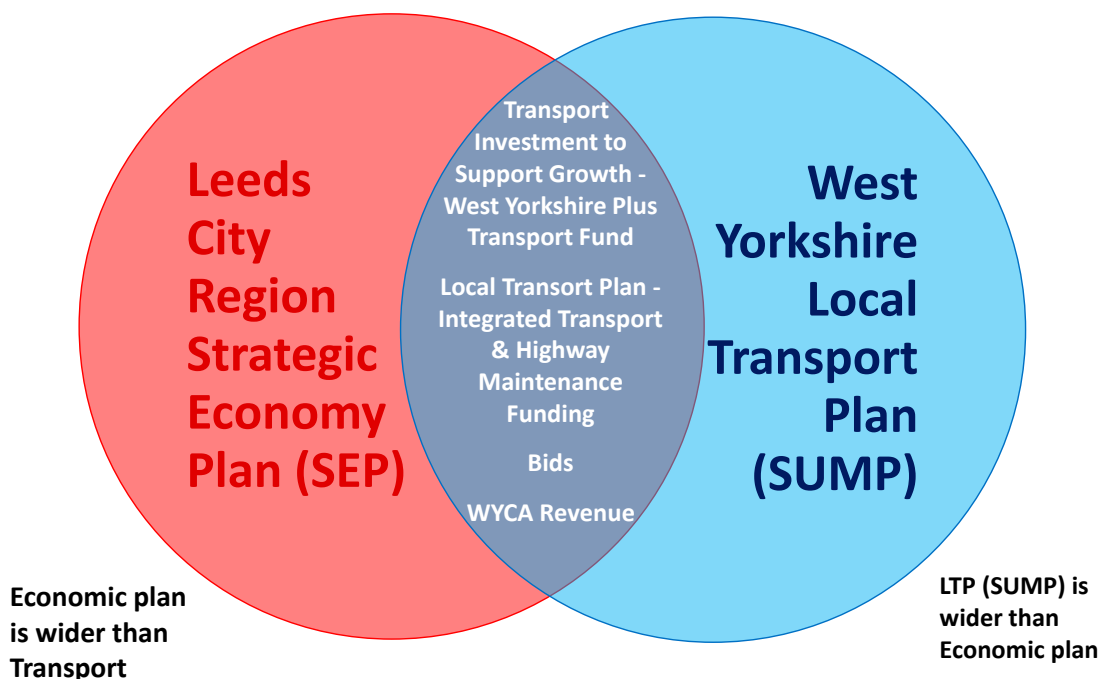 Leeds
City
Region
Strategic
Economy
Plan (SEP)
Transport
Investment to
Support Growth -
West Yorkshire Plus
Transport Fund
Local Transort Plan -
Integrated Transport
& Highway
Maintenance
Funding
Bids
WYCA Revenue
West
Yorkshire
Local
Transport
Plan
(SUMP)
Economic plan
is wider than
Transport
LTP (SUMP) is
wider than
Economic plan